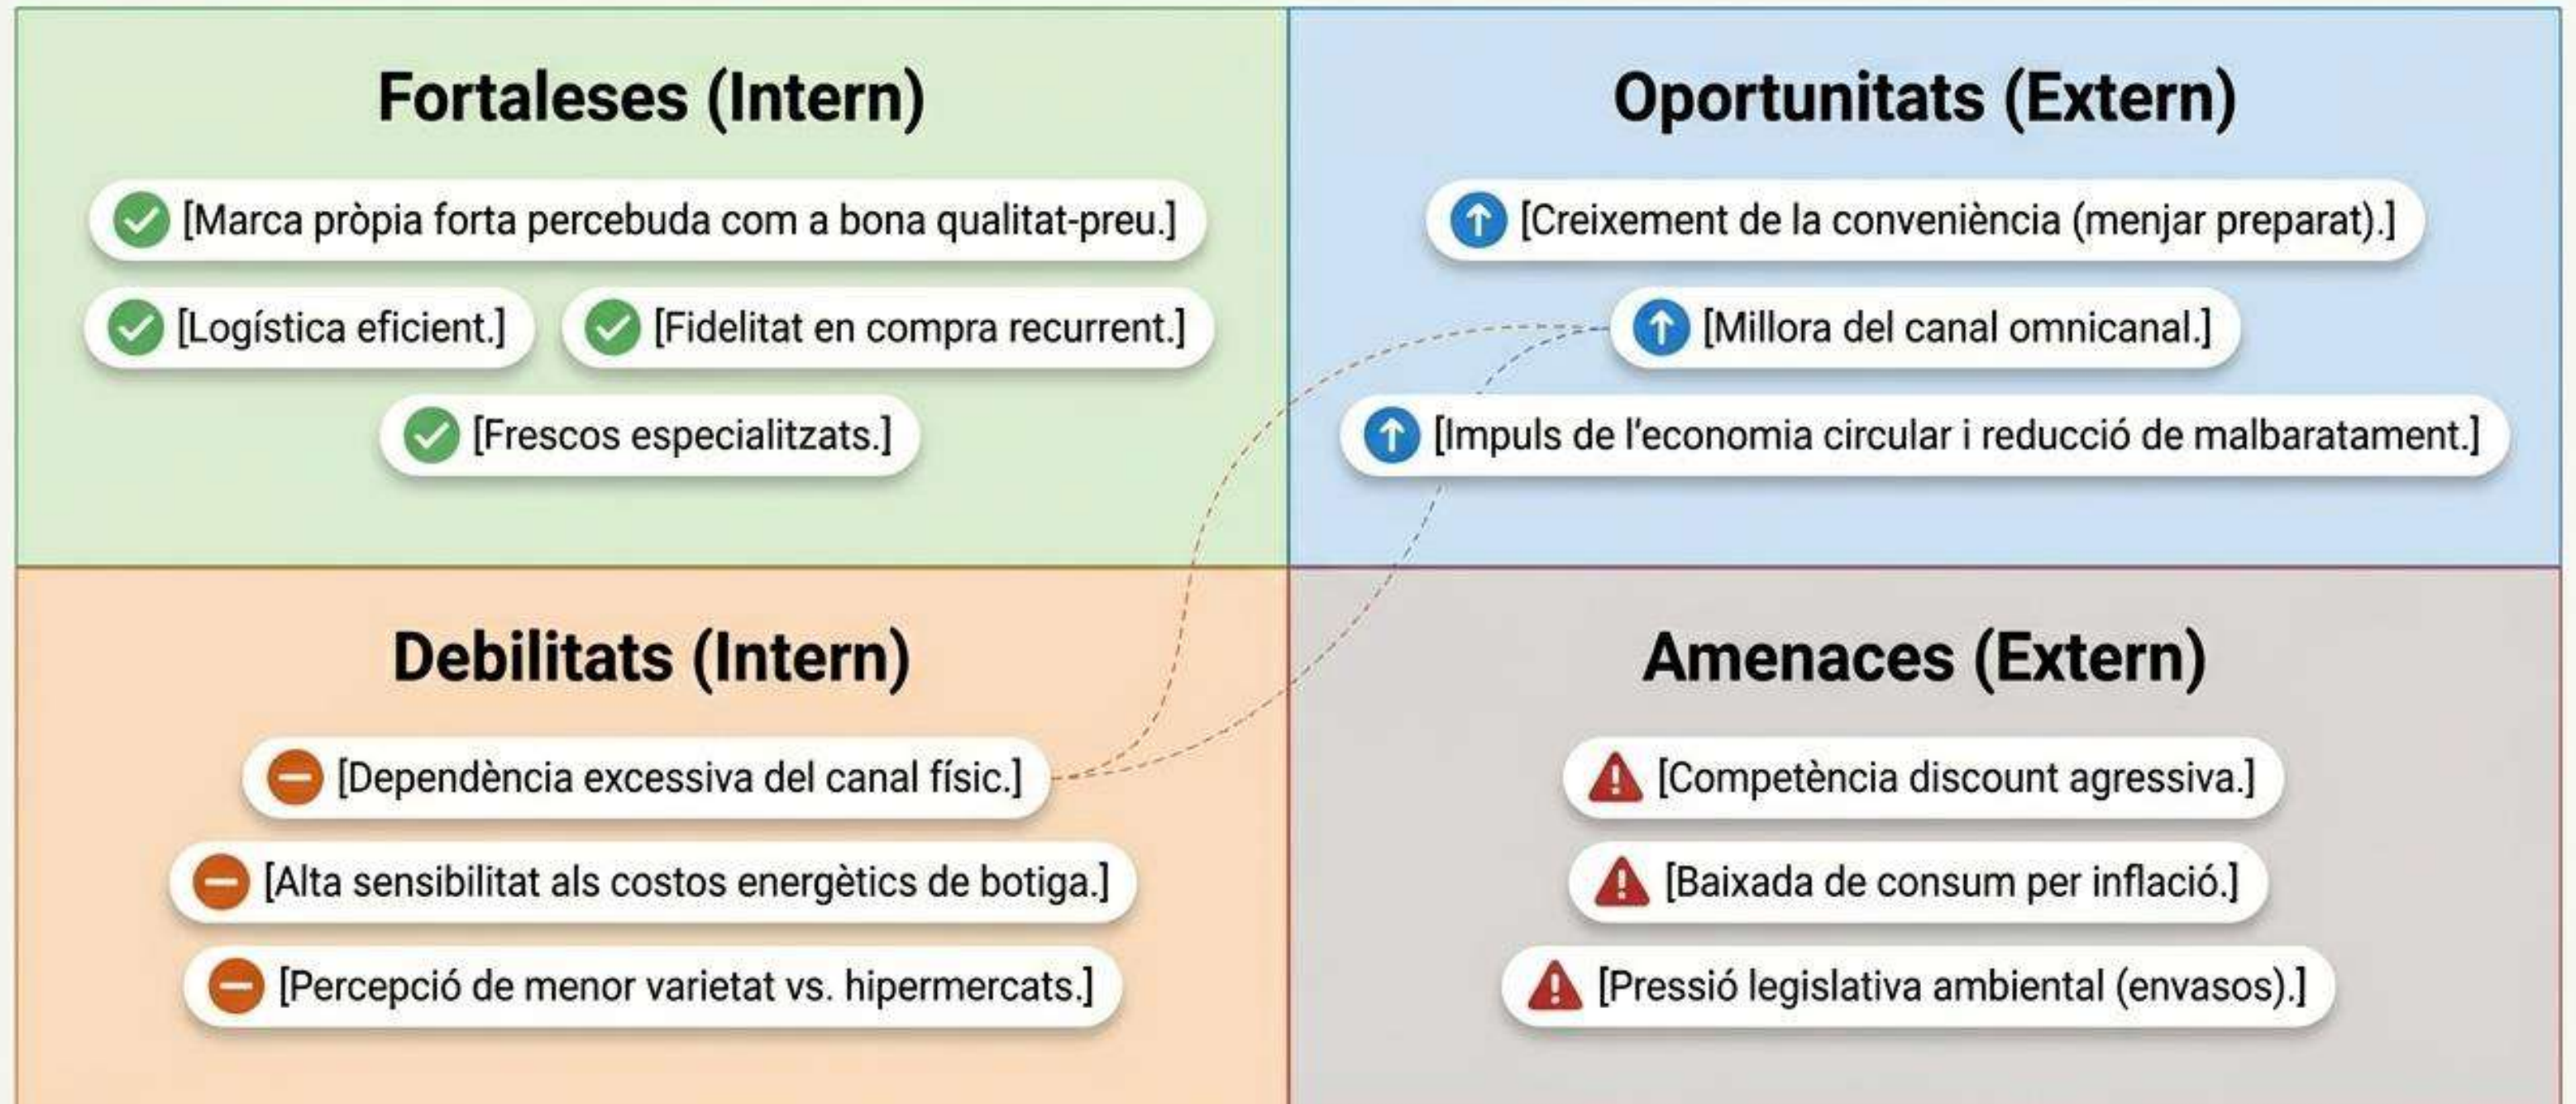 Fortaleses (Intern)
[Marca pròpia forta percebuda com a bona qualitat-preu.]
[Logística eficient.]
[Fidelitat en compra recurrent.]
[Frescos especialitzats.]
Oportunitats (Extern)
[Creixement de la conveniència (menjar preparat).]
[Millora del canal omnicanal.]
[Impuls de l'economia circular i reducció de malbaratament.]
Debilitats (Intern)
[Dependència excessiva del canal físic.]
[Alta sensibilitat als costos energètics de botiga.]
[Percepció de menor varietat vs. hipermercats.]
Amenaces (Extern)
[Competència discount agressiva.]
[Baixada de consum per inflació.]
[Pressió legislativa ambiental (envasos).]